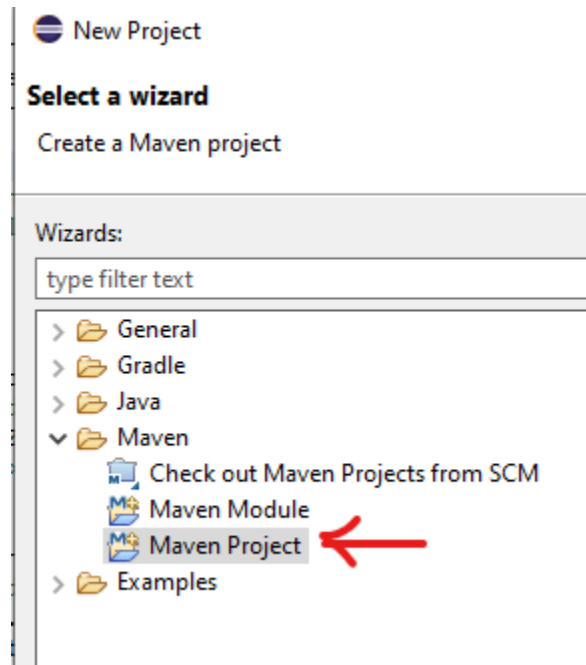 New Project
Select a wizard
Create a Maven project
Wizards:
type filter text
General
Gradle
Java
Maven
Check out Maven Projects from SCM
Maven Module
Maven Project
Examples